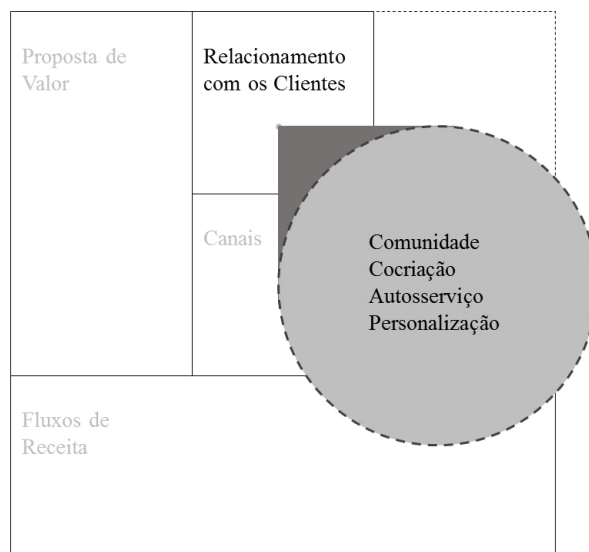 Proposta de
Valor
Relacionamento
com os Clientes
Canais
Comunidade
Cocriação
Autosserviço
Personalização
Fluxos de
Receita